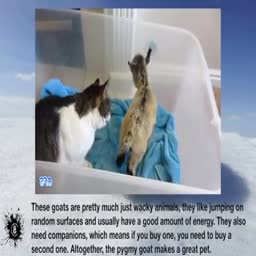 These goats are pretty much just wacky animals, they like jumping on
random surfaces and usually have a good amount of energy. They also
need companions, which means if you buy one, you need to buy a
second one. Altogether, the pygmy goat makes a great pet.